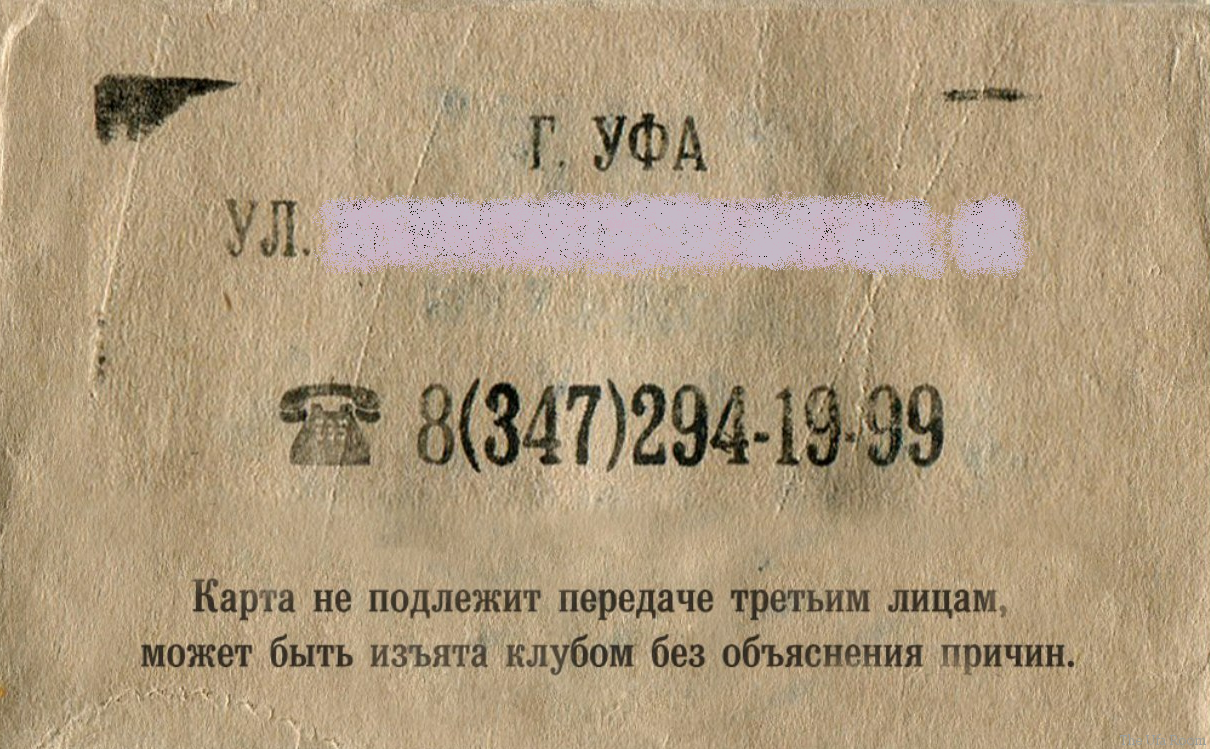 Г. УФА
УЛ.
8(347)294-19-99
Карта не подлежит передаче третьим лицам,
может быть изъята клубом без объяснения причин.